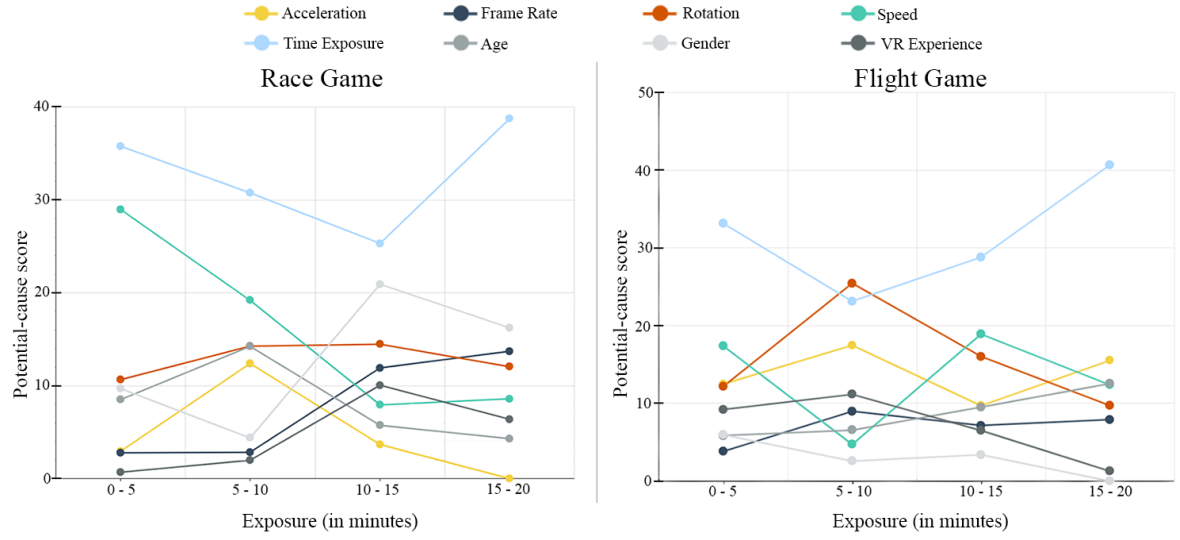 Acceleration Frame Rate Rotation Speed
Time Exposure Age Gender VR Experience
Race Game
Flight Game
Potential-cause score
40
30
20
10
0
0 - 5 5 - 10 10 - 15 15 - 20
Exposure (in minutes)
Potential-cause score
50
40
30
20
10
0
0 - 5 5 - 10 10 - 15 15 - 20
Exposure (in minutes)